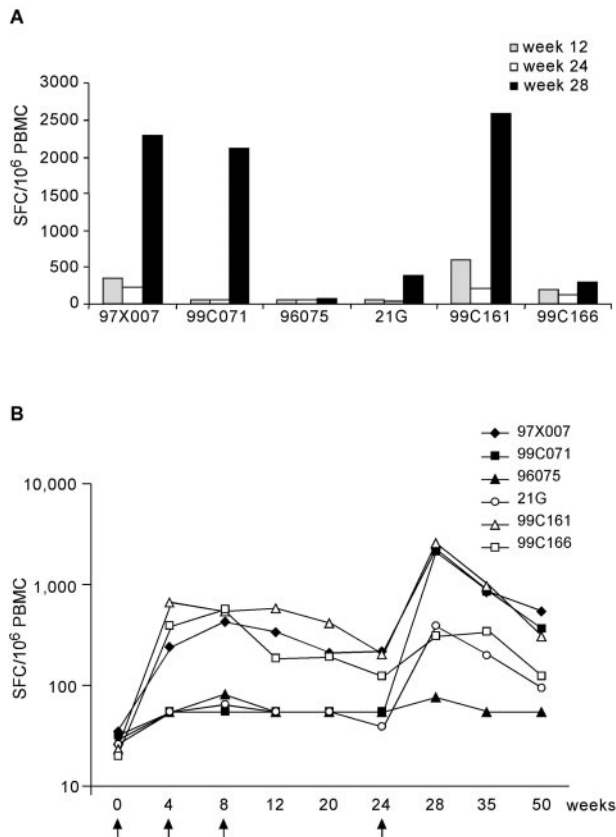 A
week 12
week 24
week 28
SFC/10⁶ PBMC
3000
2500
2000
1500
1000
500
0
97X007 99C071 96075 21G 99C161 99C166
B
97X007
99C071
96075
21G
99C161
99C166
SFC/10⁶ PBMC
10,000
1,000
100
10
0 4 8 12 20 24 28 35 50 weeks